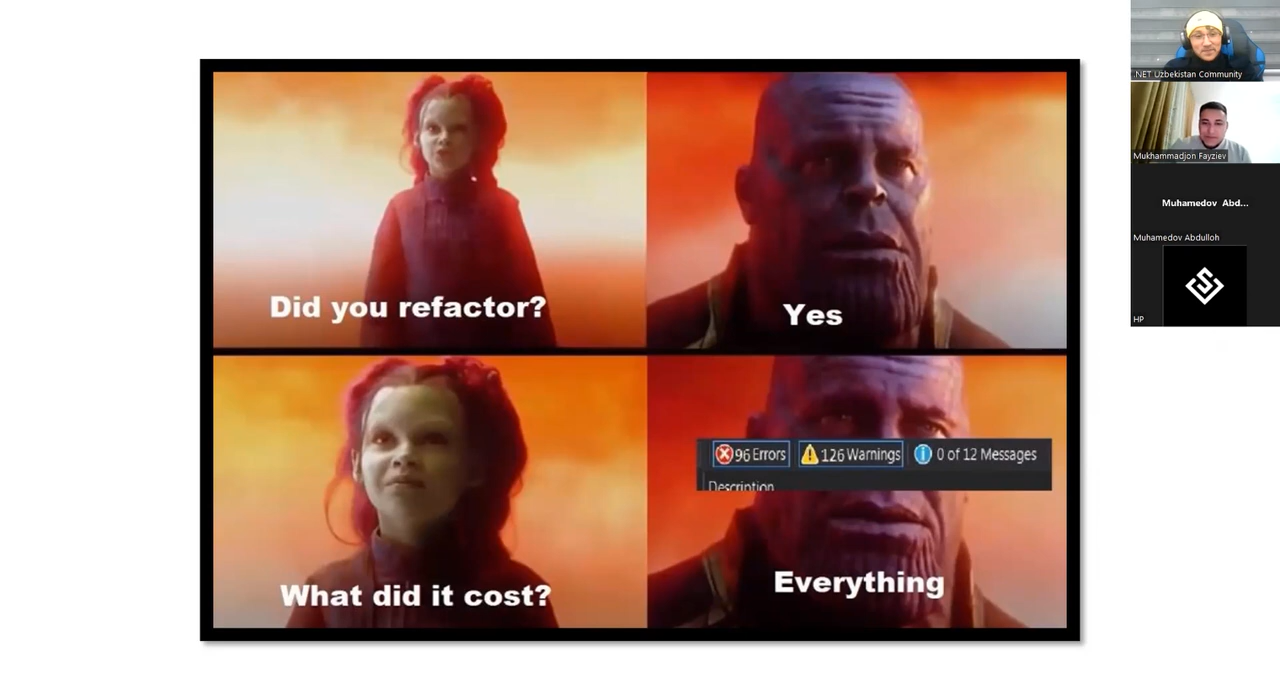 Did you refactor?
Yes
What did it cost?
96 Errors
126 Warnings
0 of 12 Messages
Description
Everything
.NET Uzbekistan Community
Mukhammadjon Fayziev
Muhamedov Abd...
Muhamedov Abdulloh
HP